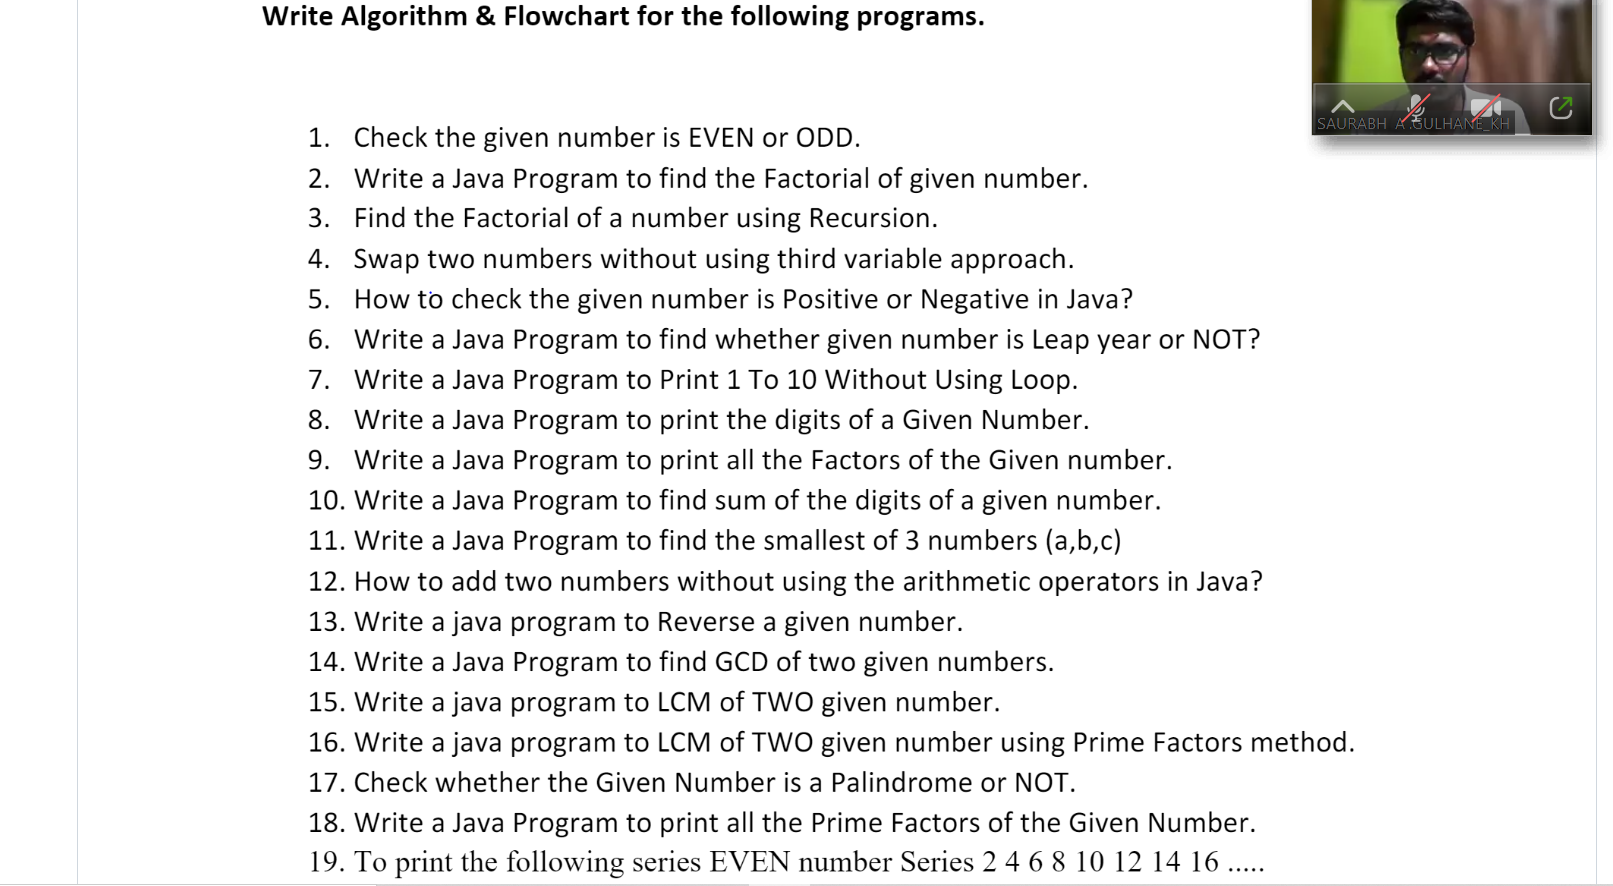 Write Algorithm & Flowchart for the following programs.
SAURABH A GULHANE_KH
1. Check the given number is EVEN or ODD.
2. Write a Java Program to find the Factorial of given number.
3. Find the Factorial of a number using Recursion.
4. Swap two numbers without using third variable approach.
5. How to check the given number is Positive or Negative in Java?
6. Write a Java Program to find whether given number is Leap year or NOT?
7. Write a Java Program to Print 1 To 10 Without Using Loop.
8. Write a Java Program to print the digits of a Given Number.
9. Write a Java Program to print all the Factors of the Given number.
10. Write a Java Program to find sum of the digits of a given number.
11. Write a Java Program to find the smallest of 3 numbers (a,b,c)
12. How to add two numbers without using the arithmetic operators in Java?
13. Write a java program to Reverse a given number.
14. Write a Java Program to find GCD of two given numbers.
15. Write a java program to LCM of TWO given number.
16. Write a java program to LCM of TWO given number using Prime Factors method.
17. Check whether the Given Number is a Palindrome or NOT.
18. Write a Java Program to print all the Prime Factors of the Given Number.
19. To print the following series EVEN number Series 2 4 6 8 10 12 14 16 .....